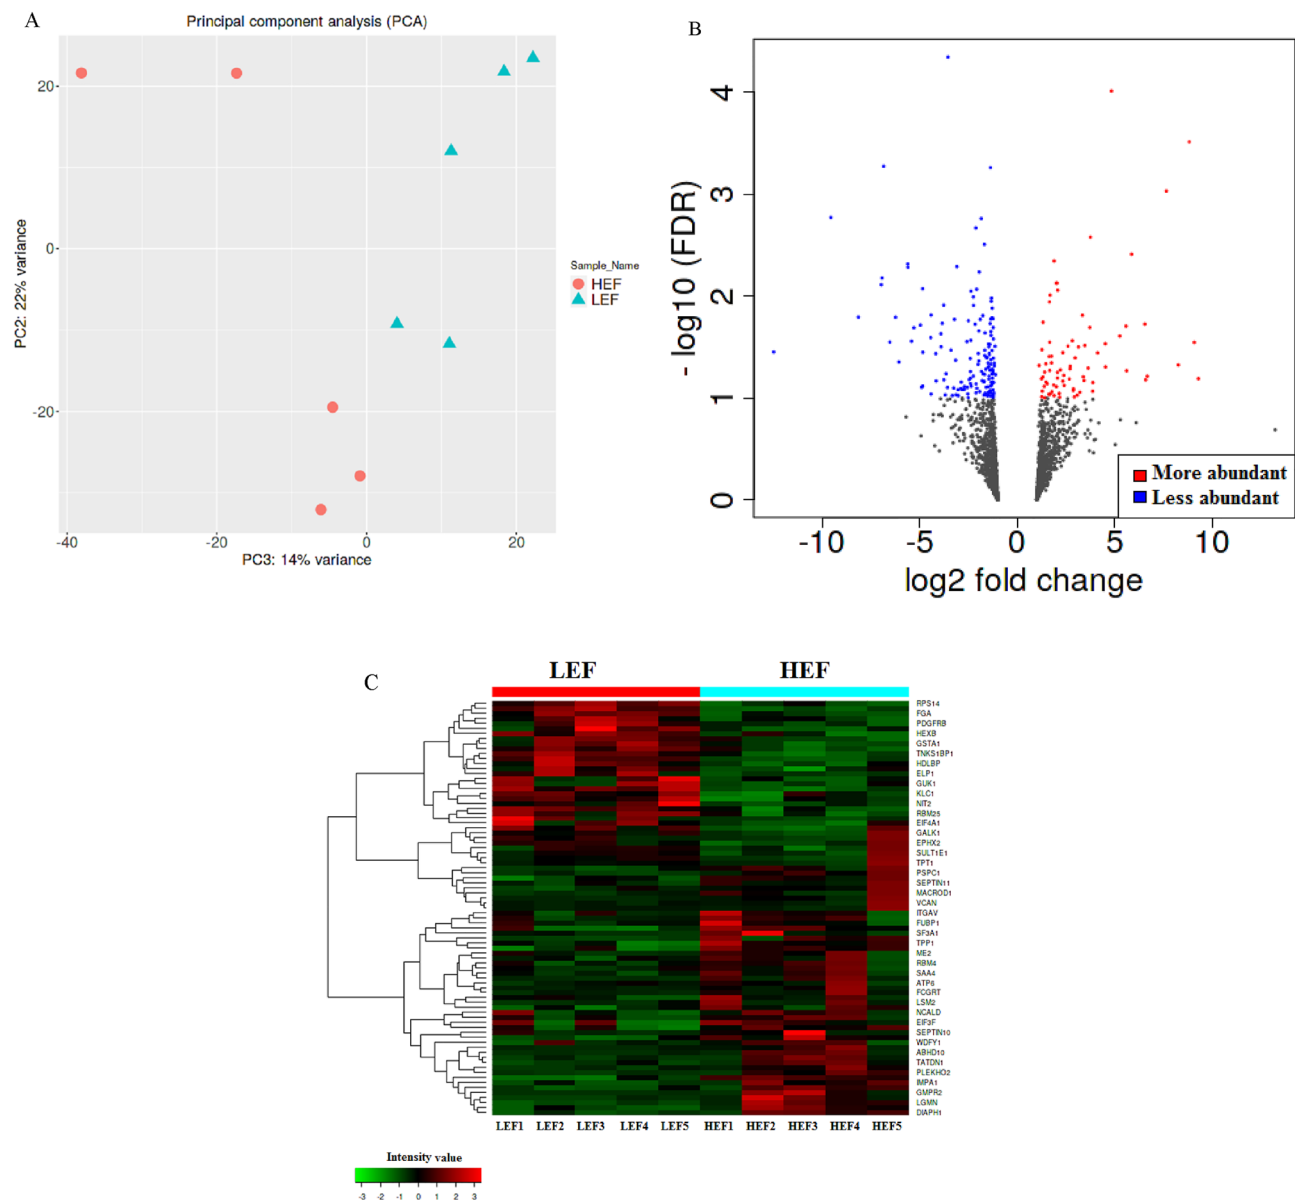 A
Principal component analysis (PCA)
20
0
-20
PC2: 22% variance
-40
-20
0
20
PC3: 14% variance
Sample_Name
HEF
LEF
B
4
3
2
1
0
- log10 (FDR)
More abundant
Less abundant
-10
-5
0
5
10
log2 fold change
C
LEF
HEF
RPS14
FGA
PDGFRB
HEXB
GSTA1
TNKS1BP1
HDLBP
ELP1
GUK1
KLC1
NIT2
RBM25
EIF4A1
GALK1
EPHX2
SULT1E1
TPT1
PSPC1
SEPTIN11
MACROD1
VCAN
ITGAV
FUBP1
SF3A1
TPP1
ME2
RBM4
SAA4
ATP6
FCGRT
LSM2
NCALD
EIF3F
SEPTIN10
WDFY1
ABHD10
TATDN1
PLEKHO2
IMPA1
GMPR2
LGMN
DIAPH1
LEF1 LEF2 LEF3 LEF4 LEF5 HEF1 HEF2 HEF3 HEF4 HEF5
Intensity value
-3 -2 -1 0 1 2 3